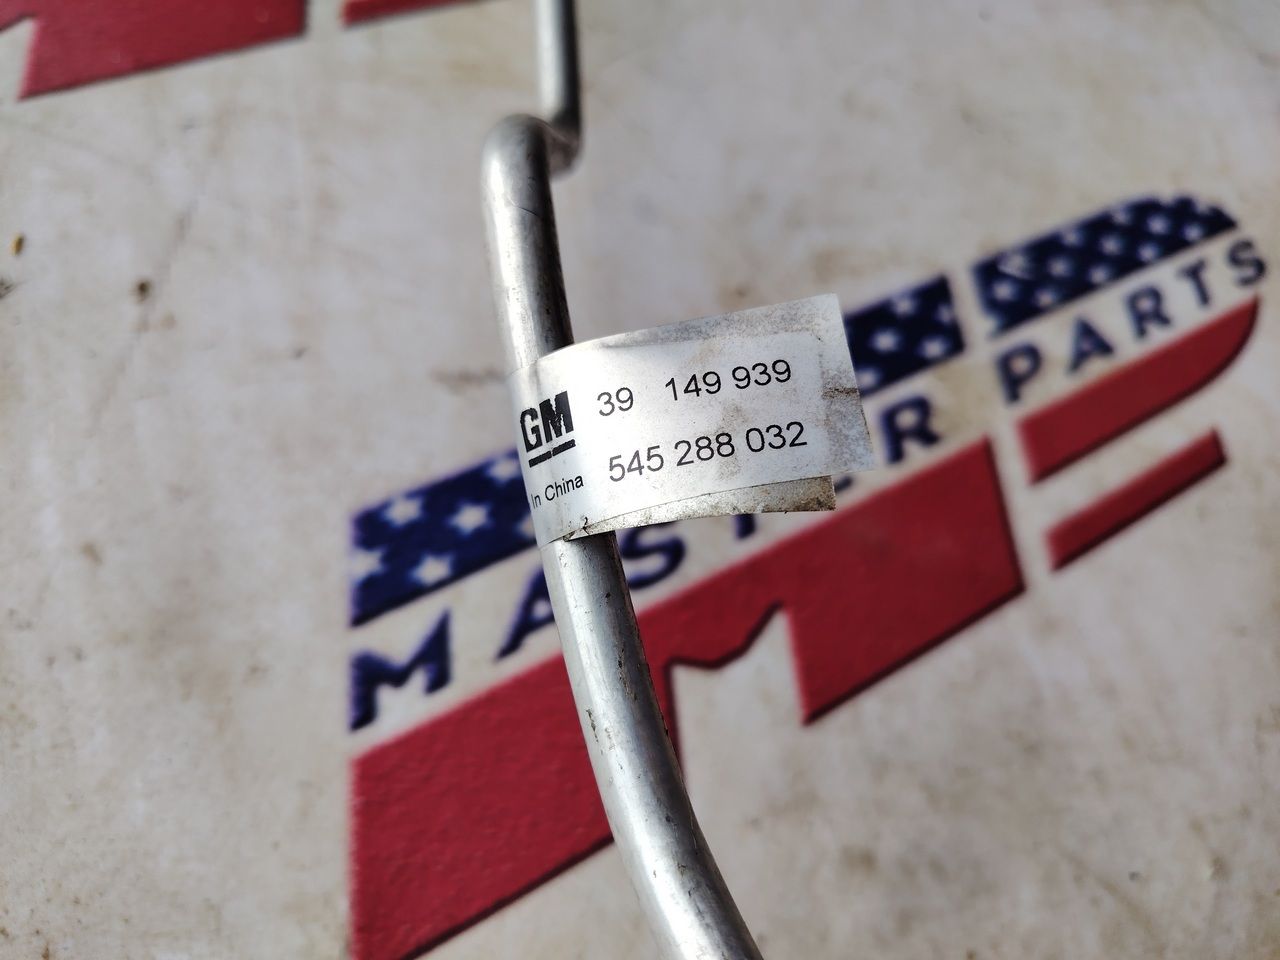 GM
39 149 939
545 288 032
In China
MASTER PARTS